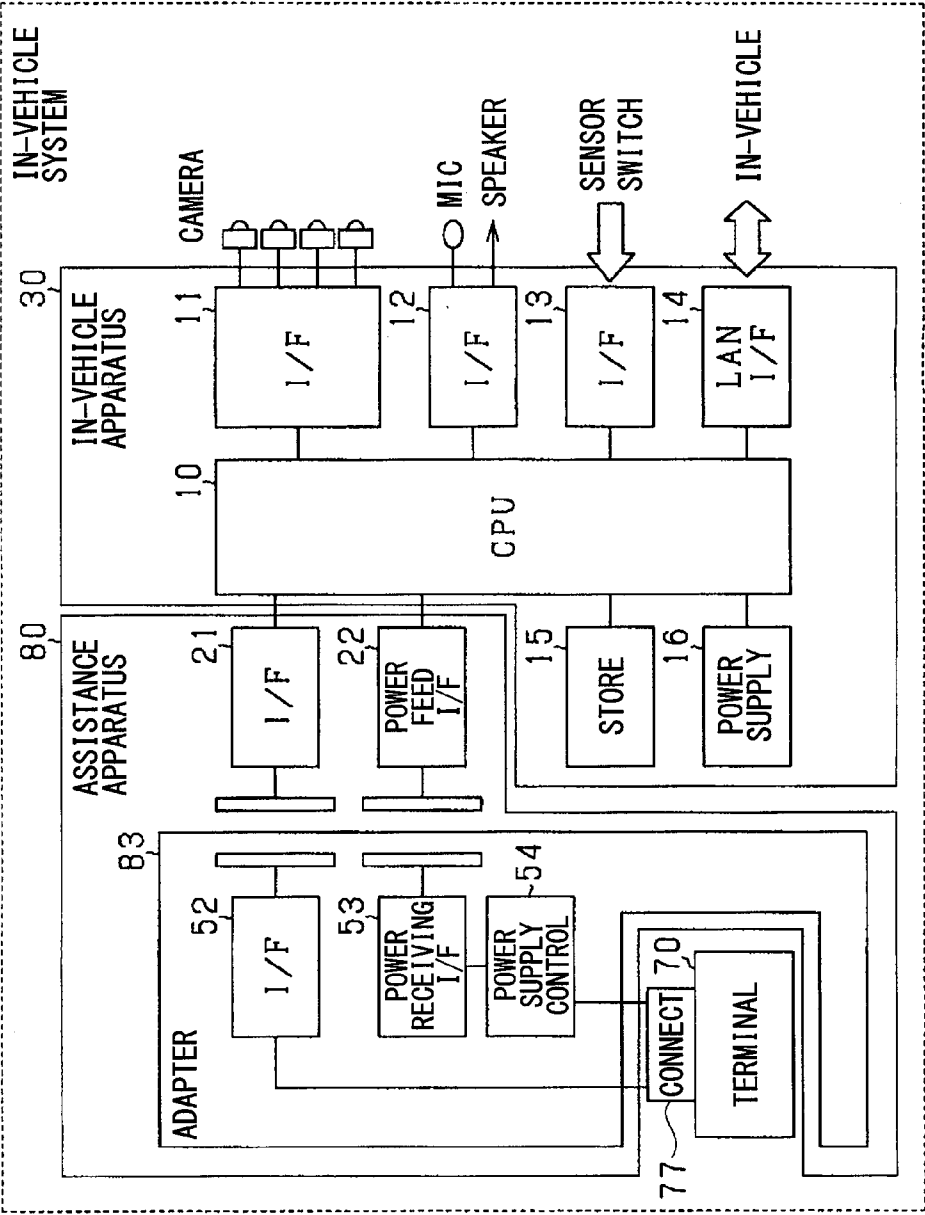 IN-VEHICLE
SYSTEM
80
ASSISTANCE
APPARATUS
30
IN-VEHICLE
APPARATUS
83
ADAPTER
52
I/F
53
POWER
RECEIVING
I/F
54
POWER
SUPPLY
CONTROL
77
CONNECT
70
TERMINAL
21
I/F
22
POWER
FEED
I/F
15
STORE
16
POWER
SUPPLY
10
CPU
11
I/F
12
I/F
13
I/F
14
LAN
I/F
CAMERA
MIC
SPEAKER
SENSOR
SWITCH
IN-VEHICLE